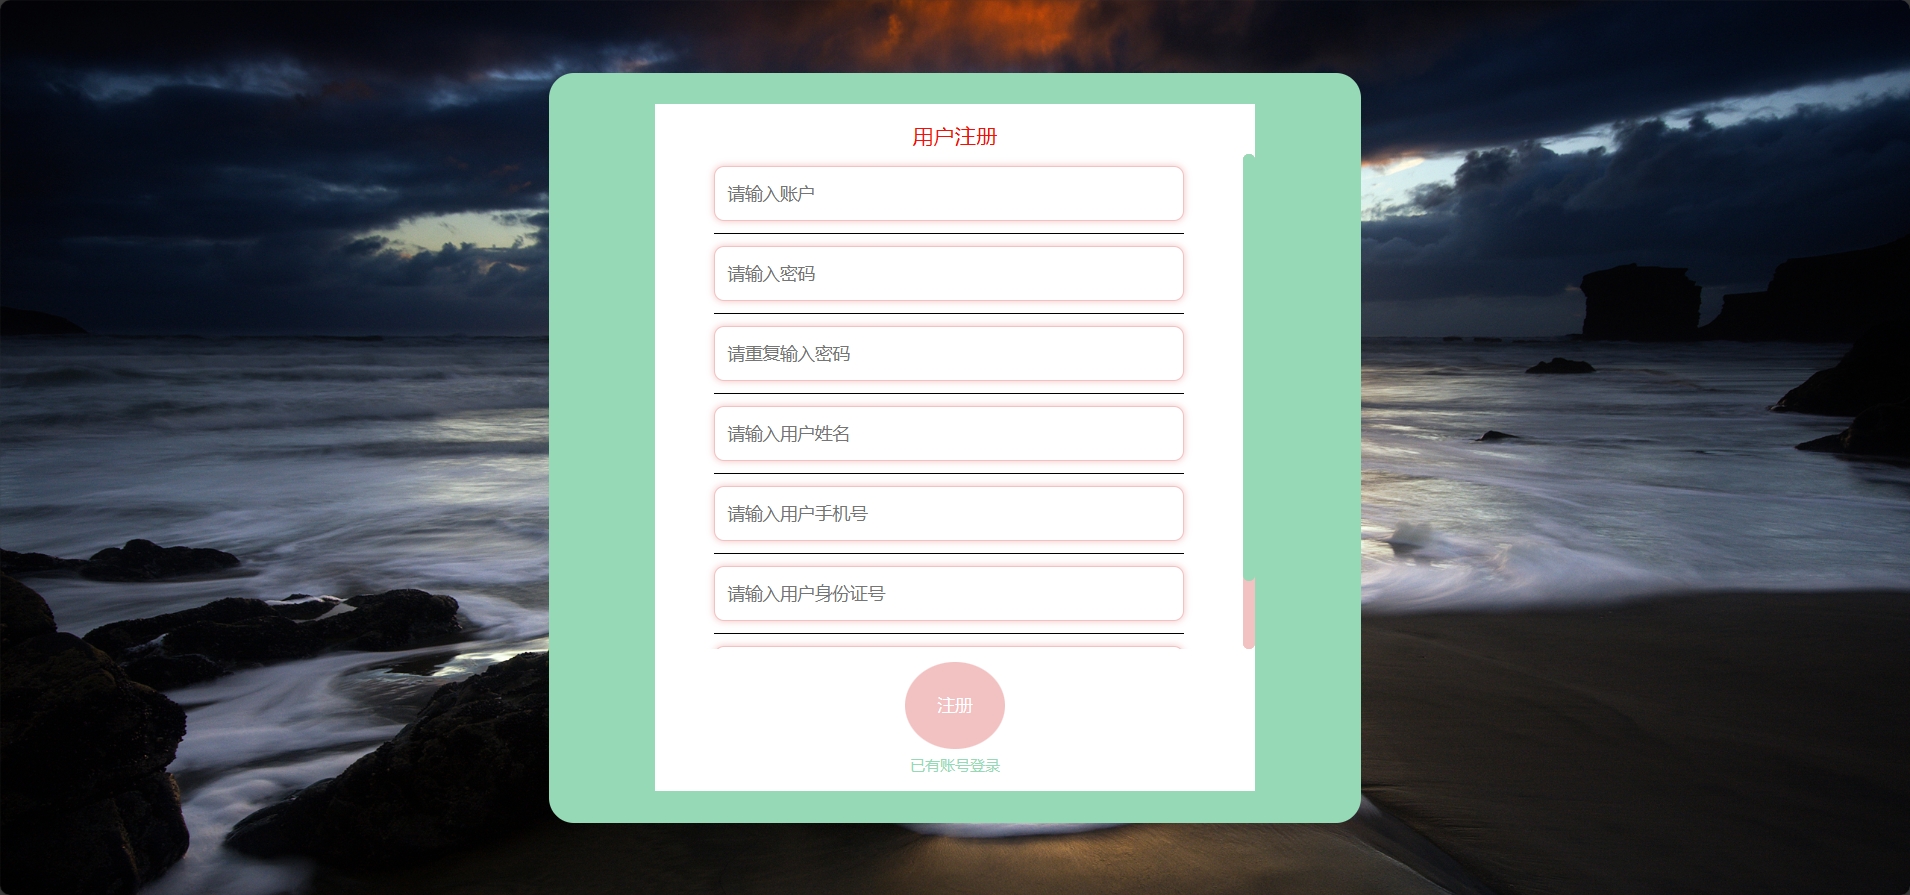 用户注册
请输入账户
请输入密码
请重复输入密码
请输入用户姓名
请输入用户手机号
请输入用户身份证号
注册
已有账号登录